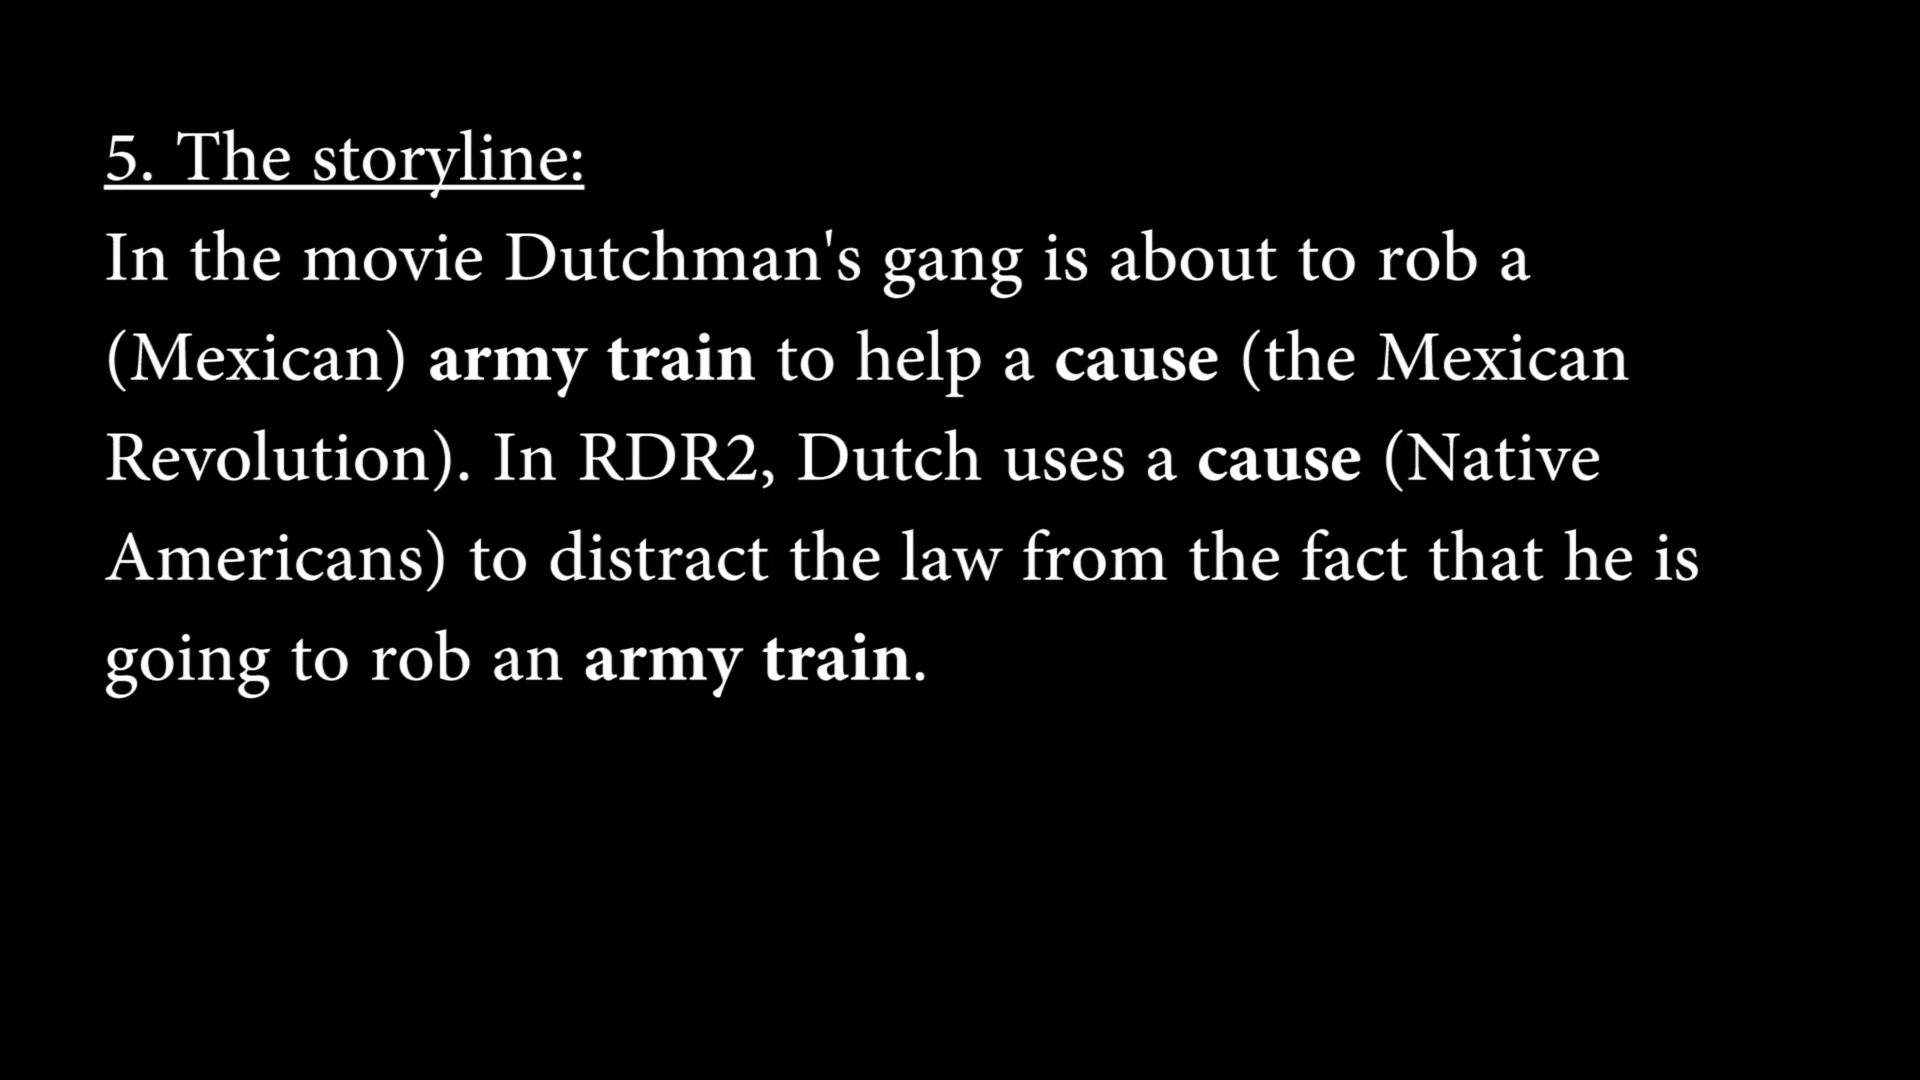 5. The storyline:
In the movie Dutchman's gang is about to rob a
(Mexican) army train to help a cause (the Mexican
Revolution). In RDR2, Dutch uses a cause (Native
Americans) to distract the law from the fact that he is
going to rob an army train.